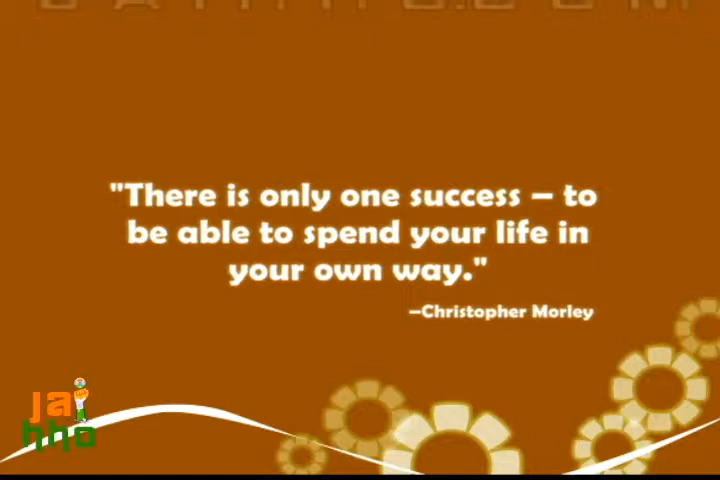 "There is only one success – to
be able to spend your life in
your own way."
–Christopher Morley
jai
hho